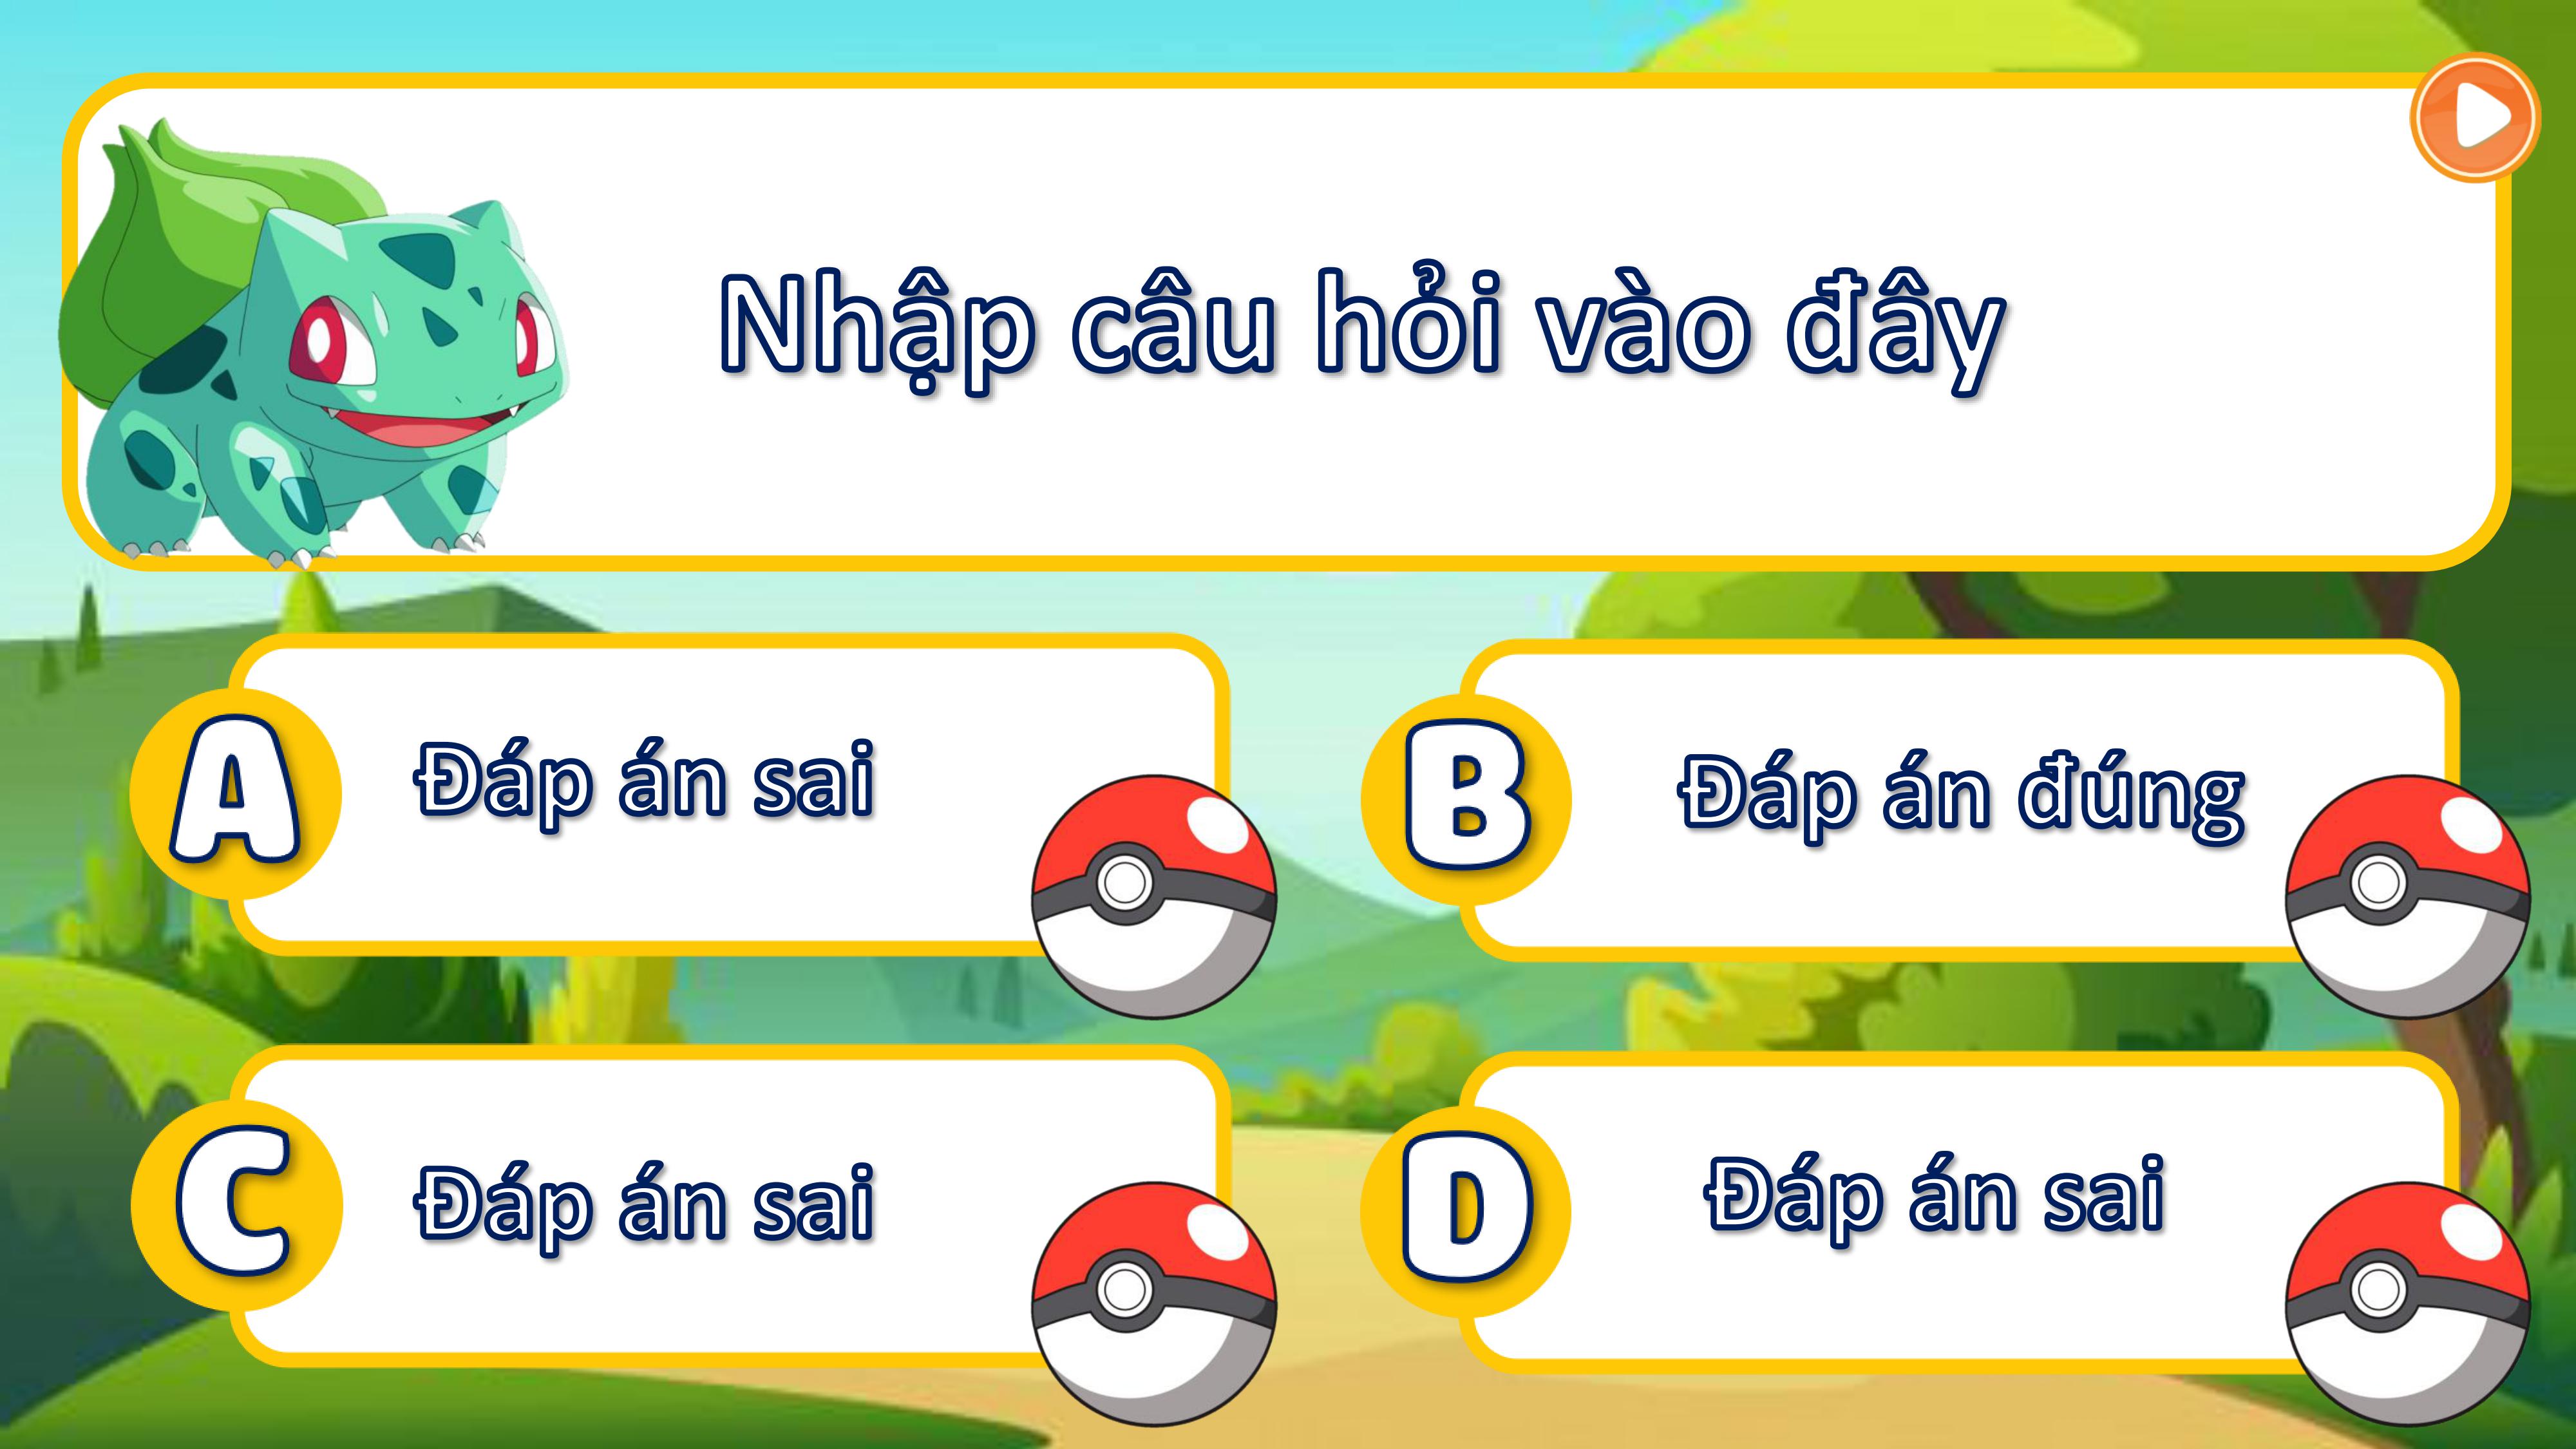 Nhập câu hỏi vào đây
A Đáp án sai
B Đáp án đúng
C Đáp án sai
D Đáp án sai